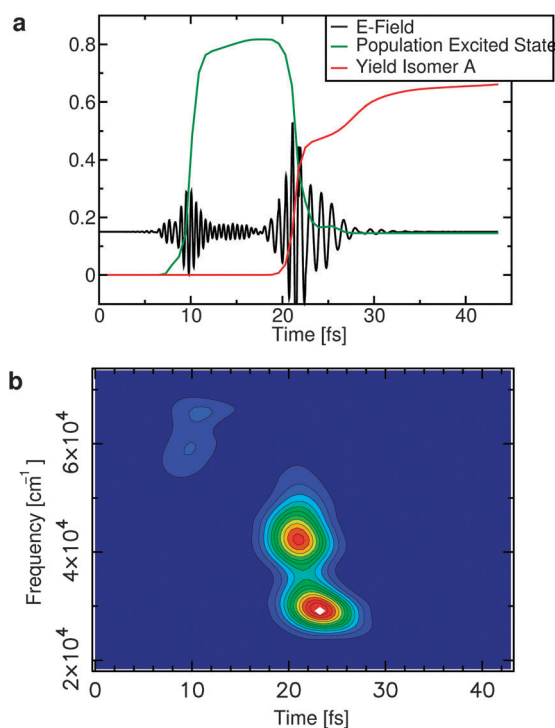 a
E-Field
Population Excited State
Yield Isomer A
0.8
0.6
0.4
0.2
0
0 10 20 30 40
Time [fs]
b
Frequency [cm⁻¹]
6×10⁴
4×10⁴
2×10⁴
0 10 20 30 40
Time [fs]